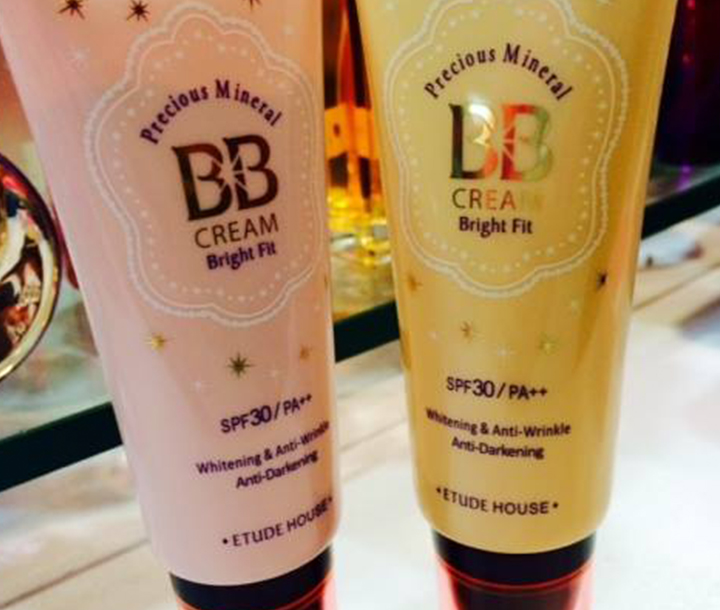 Precious Mineral
BB
CREAM
Bright Fit
SPF30/PA++
Whitening & Anti-Wrinkle
Anti-Darkening
•ETUDE HOUSE•
Precious Mineral
BB
CREAM
Bright Fit
SPF30/PA++
Whitening & Anti-Wrinkle
Anti-Darkening
•ETUDE HOUSE•